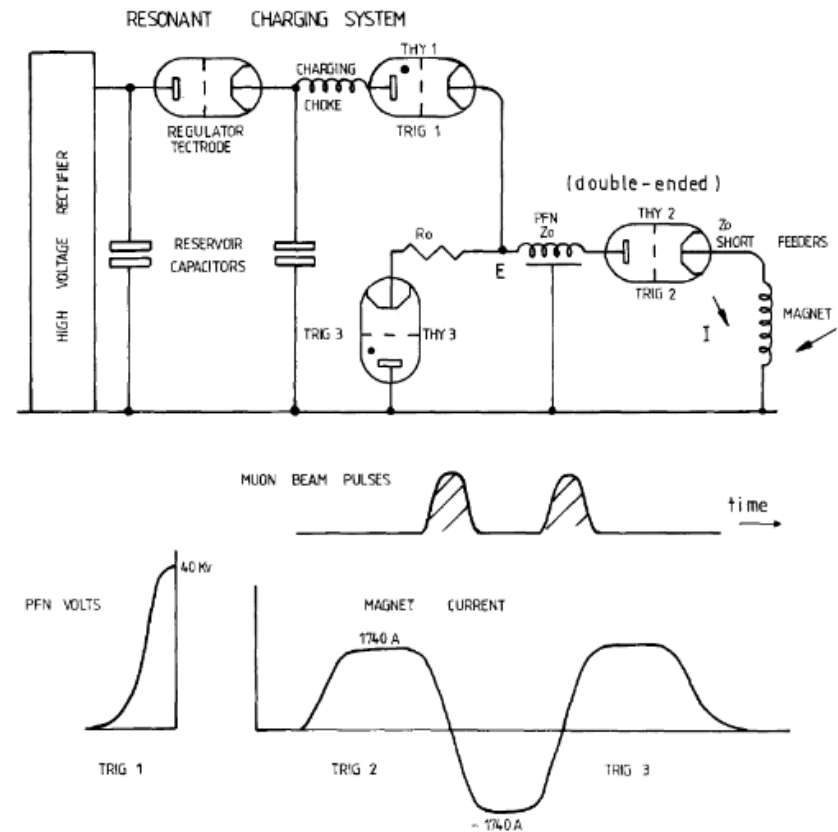 RESONANT CHARGING SYSTEM
THY 1
CHARGING
CHOKE
TRIG 1
REGULATOR
TECTRODE
HIGH VOLTAGE RECTIFIER
RESERVOIR
CAPACITORS
(double-ended)
PFN
Zo
THY 2
Zo
SHORT FEEDERS
Ro
E
TRIG 2
TRIG 3
THY 3
I
MAGNET
MUON BEAM PULSES
time
40 Kv
PFN VOLTS
MAGNET CURRENT
1740 A
TRIG 1
TRIG 2
TRIG 3
- 1740 A